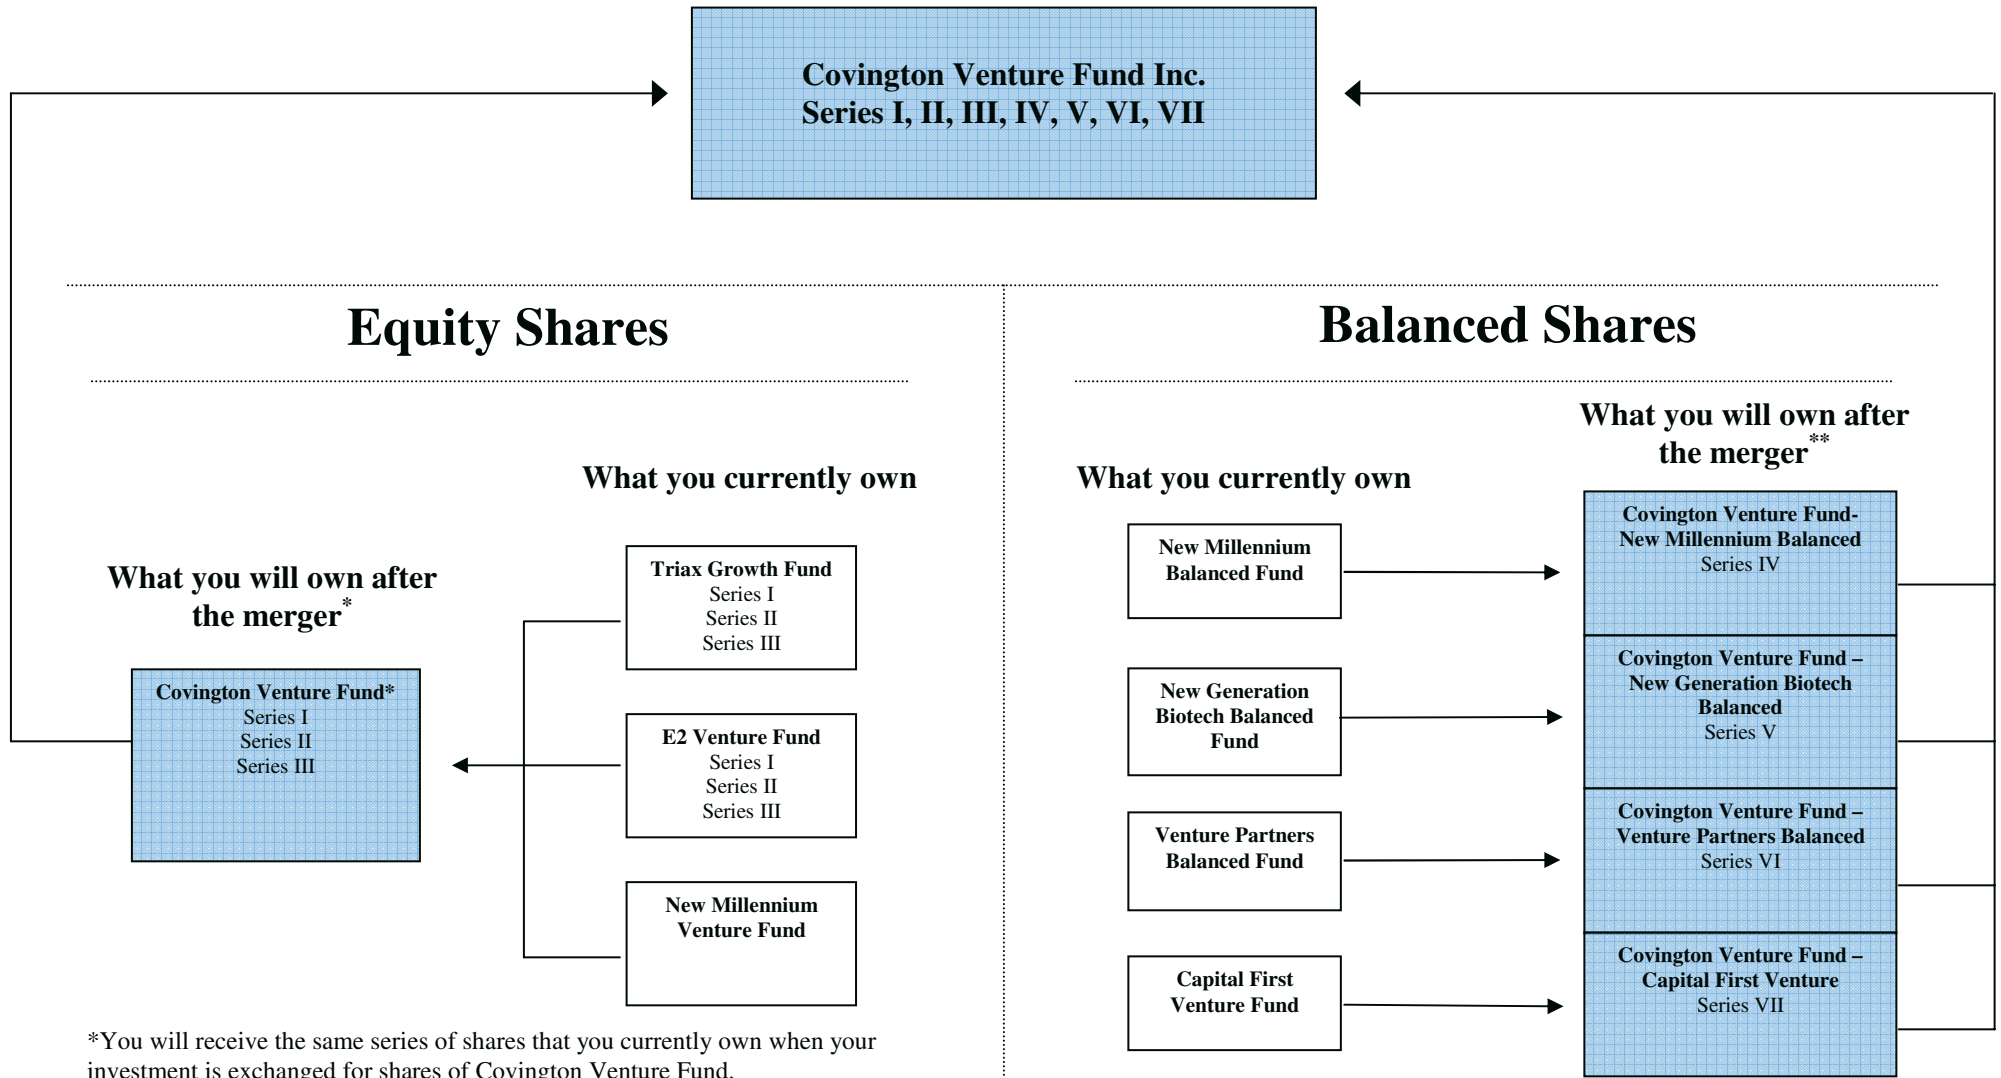 Covington Venture Fund Inc.
Series I, II, III, IV, V, VI, VII
Equity Shares
What you will own after
the merger*
Covington Venture Fund*
Series I
Series II
Series III
What you currently own
Triax Growth Fund
Series I
Series II
Series III
E2 Venture Fund
Series I
Series II
Series III
New Millennium
Venture Fund
*You will receive the same series of shares that you currently own when your
investment is exchanged for shares of Covington Venture Fund.
Balanced Shares
What you currently own
New Millennium
Balanced Fund
New Generation
Biotech Balanced
Fund
Venture Partners
Balanced Fund
Capital First
Venture Fund
What you will own after
the merger**
Covington Venture Fund-
New Millennium Balanced
Series IV
Covington Venture Fund –
New Generation Biotech
Balanced
Series V
Covington Venture Fund –
Venture Partners Balanced
Series VI
Covington Venture Fund –
Capital First Venture
Series VII